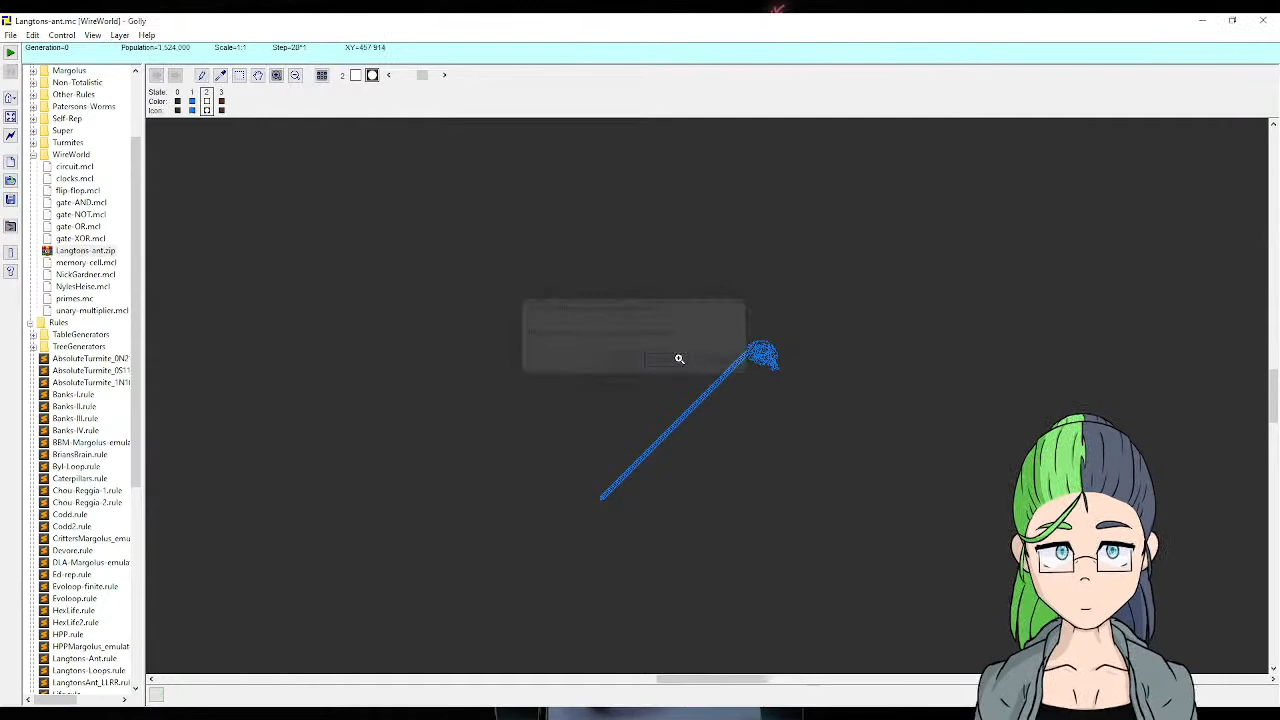 Langtons-ant.mc [WireWorld] - Golly
File Edit Control View Layer Help
Generation=0 Population=1,524,000 Scale=1:1 Step=20^1 XY=457 914
2
State: 0 1 2 3
Color:
Icon:
Margolus
Non-Totalistic
Other-Rules
Patersons-Worms
Self-Rep
Super
Turmites
WireWorld
circuit.mcl
clocks.mcl
flip-flop.mcl
gate-AND.mcl
gate-NOT.mcl
gate-OR.mcl
gate-XOR.mcl
Langtons-ant.zip
memory-cell.mcl
NickGardner.mcl
NylesHeise.mcl
primes.mc
unary-multiplier.mcl
Rules
TableGenerators
TreeGenerators
AbsoluteTurmite_0N2
AbsoluteTurmite_0S11
AbsoluteTurmite_1N1
Banks-I.rule
Banks-II.rule
Banks-III.rule
Banks-IV.rule
BBM-Margolus-emula
BriansBrain.rule
Byl-Loop.rule
Caterpillars.rule
Chou-Reggia-1.rule
Chou-Reggia-2.rule
Codd.rule
Codd2.rule
CrittersMargolus_emu
Devore.rule
DLA-Margolus-emula
Ed-rep.rule
Evoloop-finite.rule
Evoloop.rule
HexLife.rule
HexLife2.rule
HPP.rule
HPPMargolus_emulat
Langtons-Ant.rule
Langtons-Loops.rule
LangtonsAnt_LLRR.ru